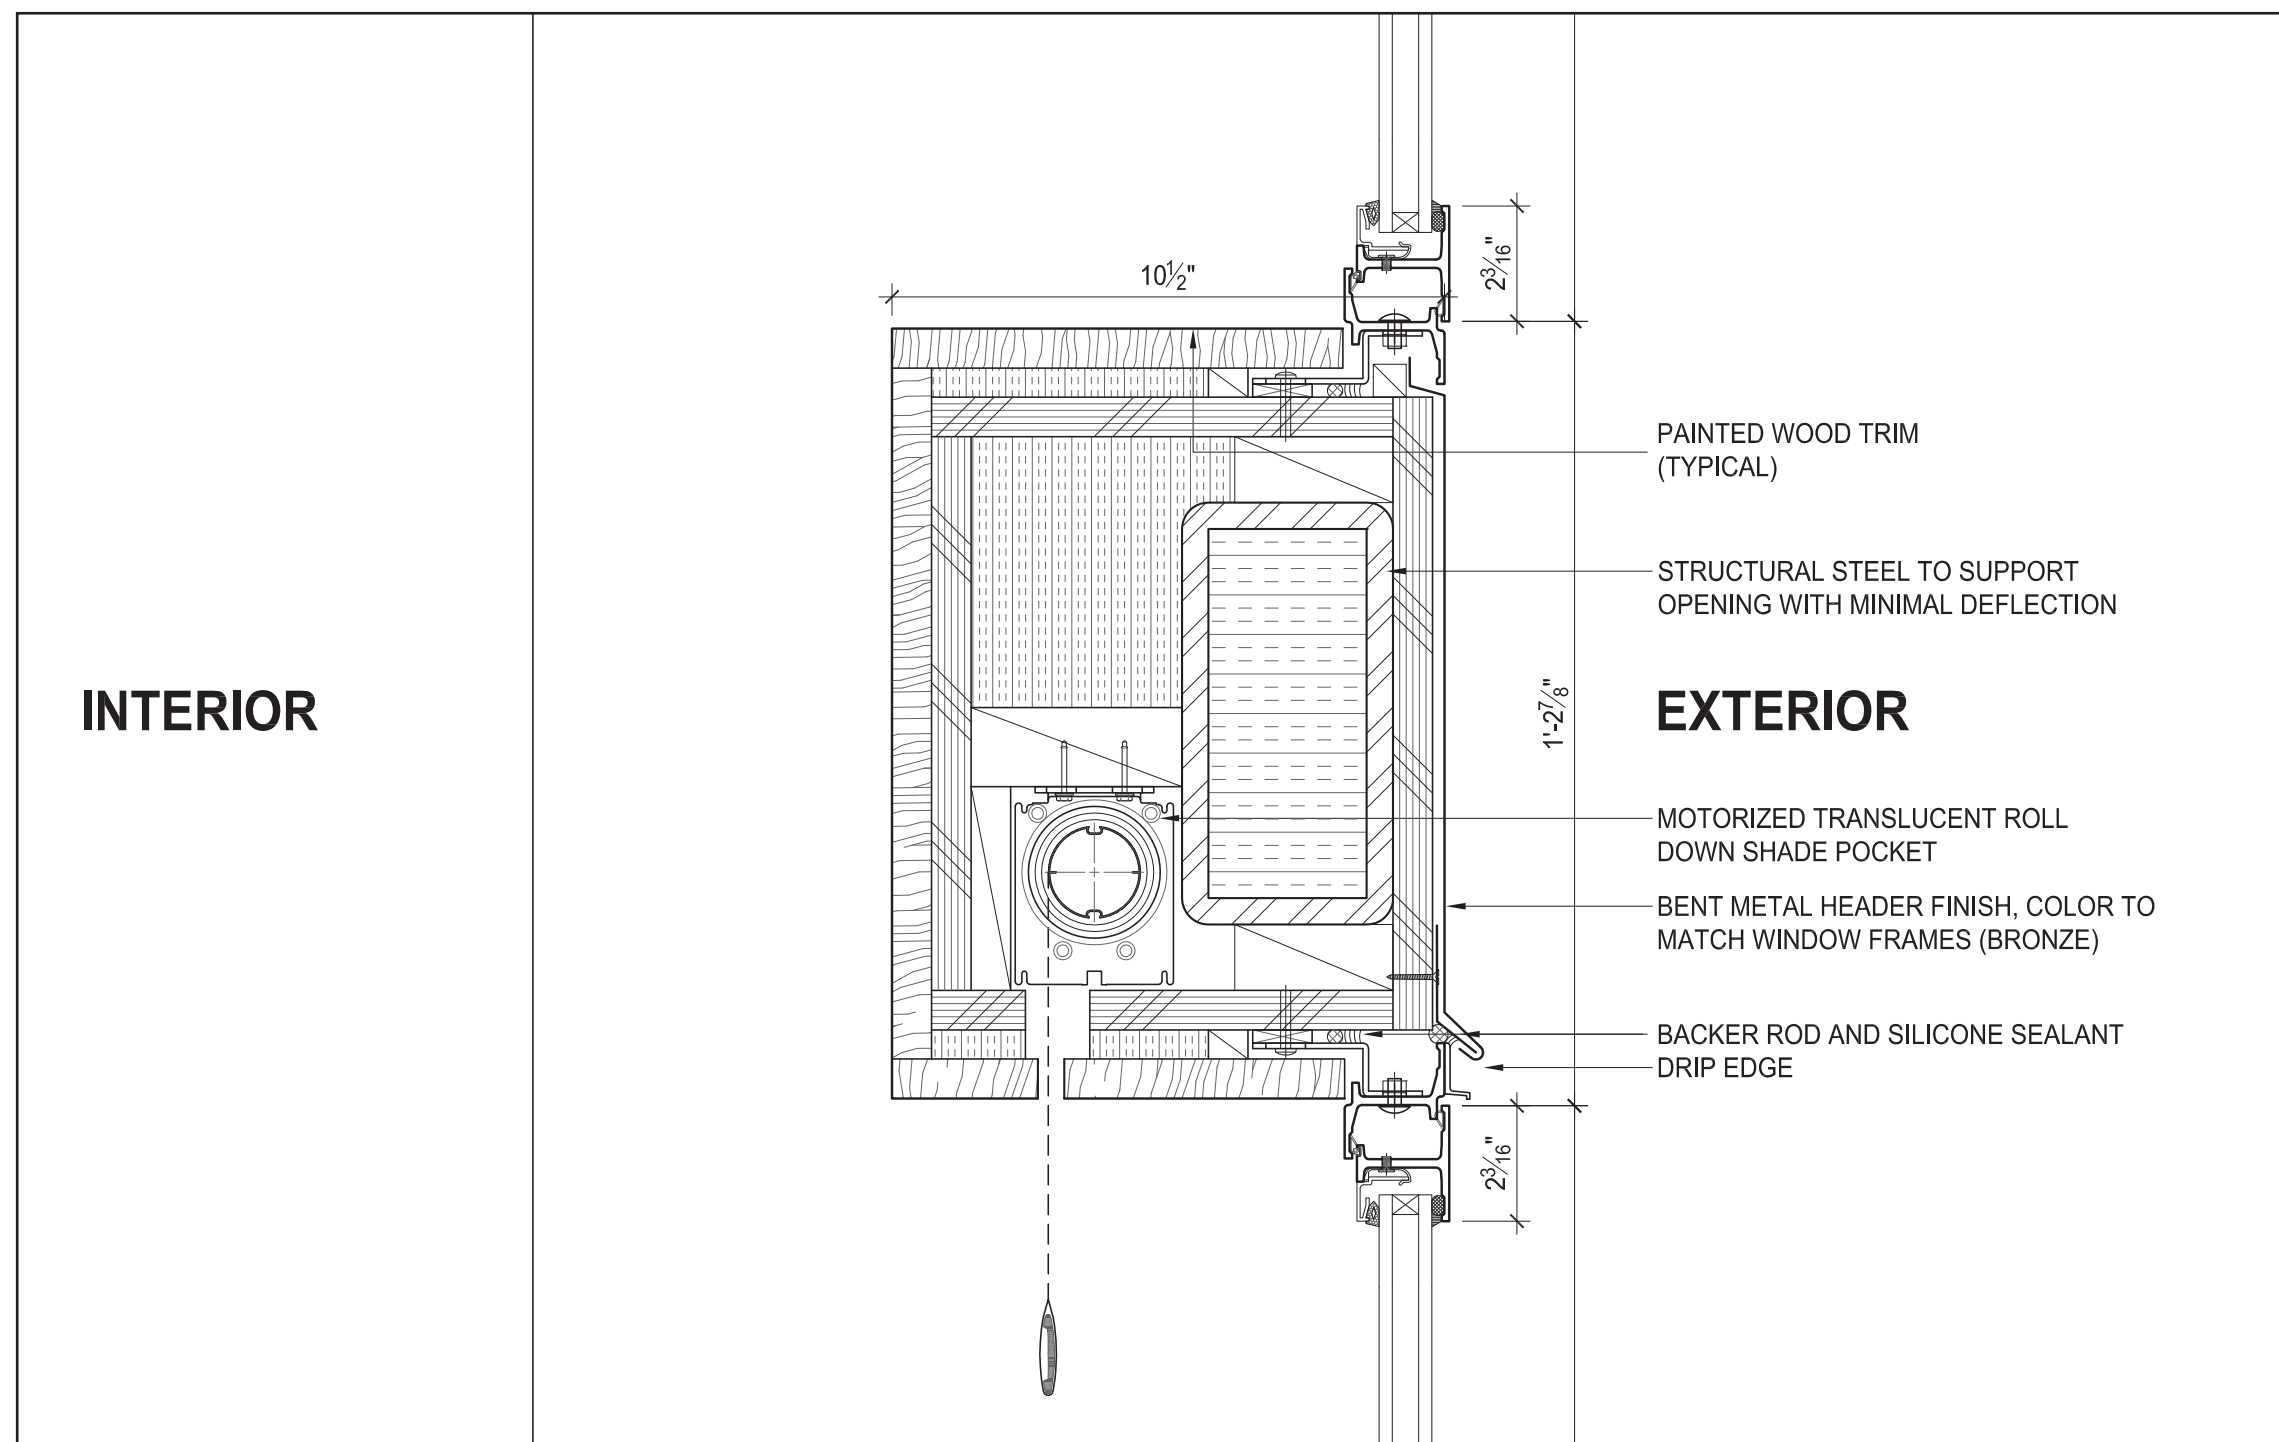 10½"
2³⁄₁₆"
PAINTED WOOD TRIM
(TYPICAL)
STRUCTURAL STEEL TO SUPPORT
OPENING WITH MINIMAL DEFLECTION
INTERIOR
1'-2⅞"
EXTERIOR
MOTORIZED TRANSLUCENT ROLL
DOWN SHADE POCKET
BENT METAL HEADER FINISH, COLOR TO
MATCH WINDOW FRAMES (BRONZE)
BACKER ROD AND SILICONE SEALANT
DRIP EDGE
2³⁄₁₆"